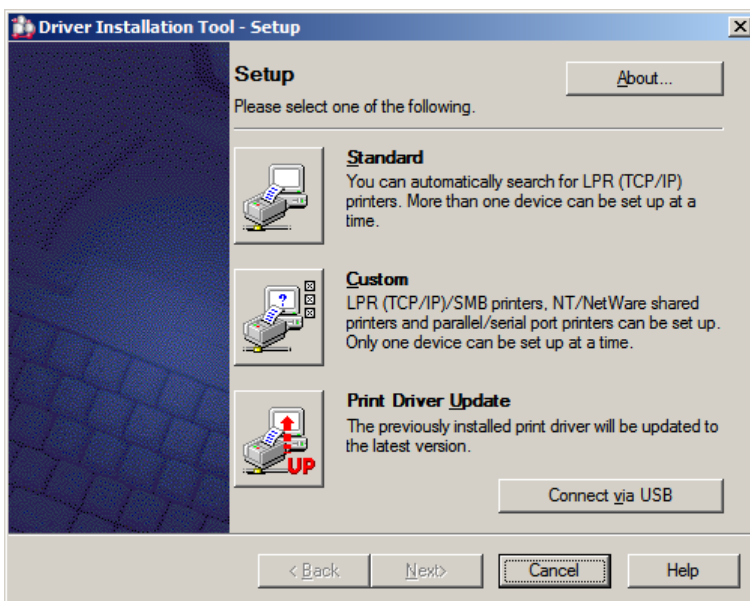 Driver Installation Tool - Setup
Setup
About...
Please select one of the following.
Standard
You can automatically search for LPR (TCP/IP)
printers. More than one device can be set up at a
time.
Custom
LPR (TCP/IP)/SMB printers, NT/NetWare shared
printers and parallel/serial port printers can be set up.
Only one device can be set up at a time.
?
Print Driver Update
The previously installed print driver will be updated to
the latest version.
UP
Connect via USB
< Back
Next>
Cancel
Help